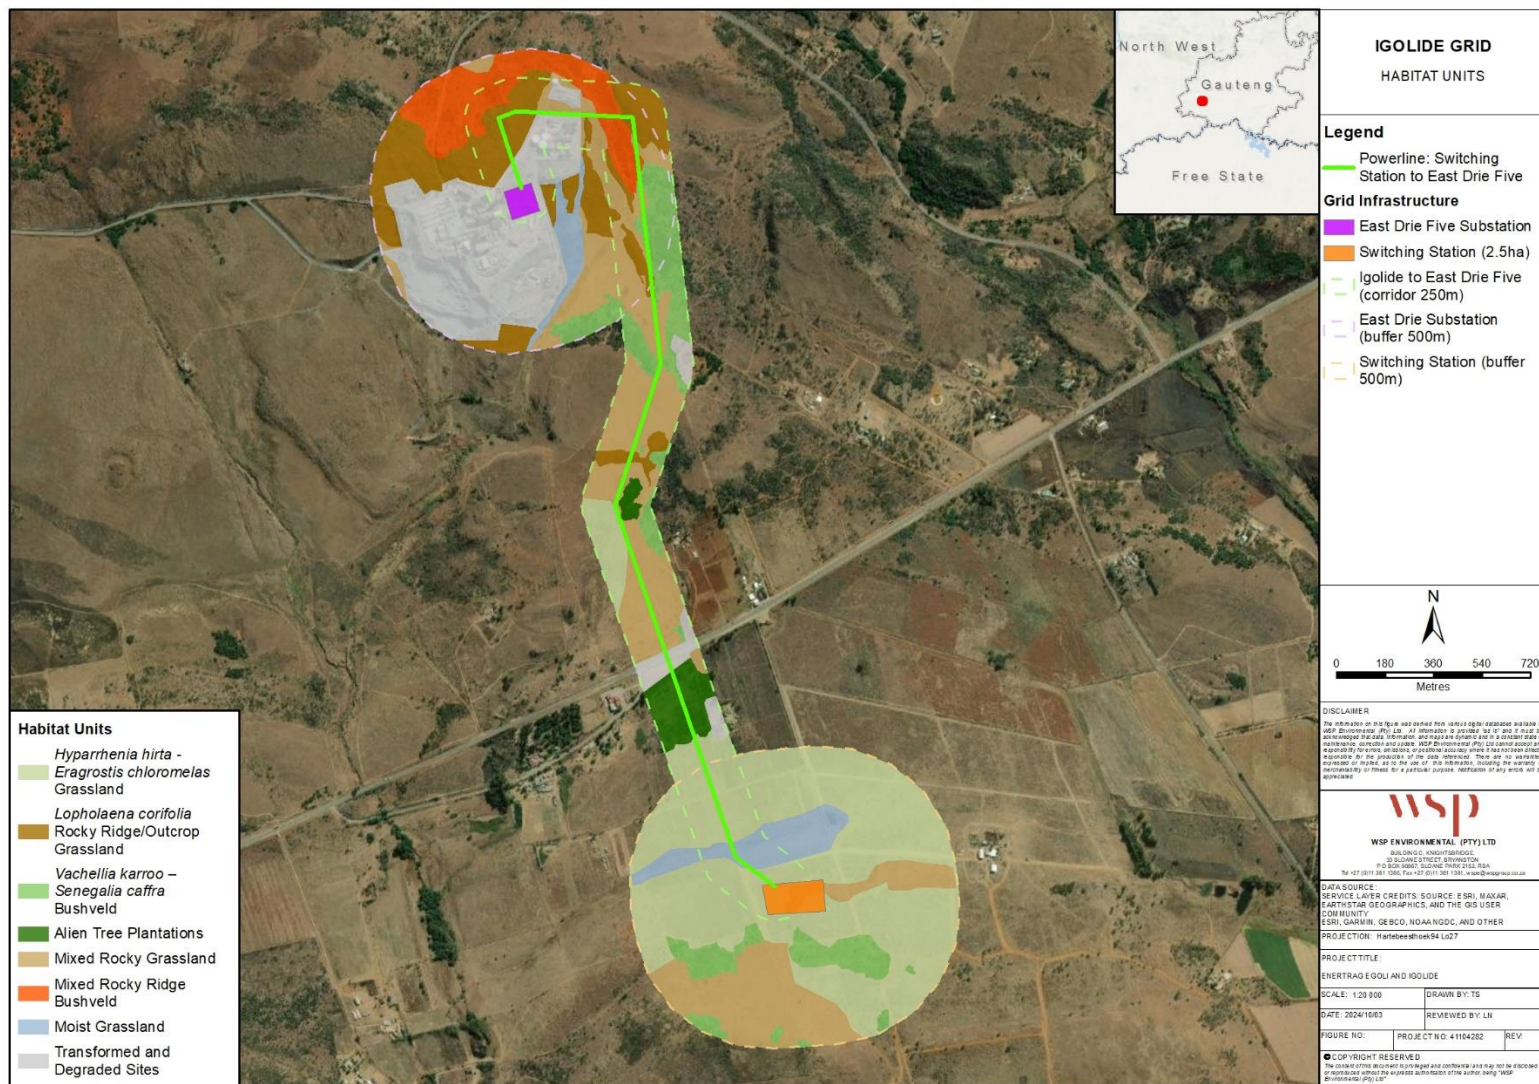 North West
Gauteng
Free State
IGOLIDE GRID
HABITAT UNITS
Legend
Powerline: Switching
Station to East Drie Five
Grid Infrastructure
East Drie Five Substation
Switching Station (2.5ha)
Igolide to East Drie Five
(corridor 250m)
East Drie Substation
(buffer 500m)
Switching Station (buffer
500m)
N
0 180 360 540 720
Metres
Habitat Units
Hyparrhenia hirta -
Eragrostis chloromelas
Grassland
Lopholaena corifolia
Rocky Ridge/Outcrop
Grassland
Vachellia karroo –
Senegalia caffra
Bushveld
Alien Tree Plantations
Mixed Rocky Grassland
Mixed Rocky Ridge
Bushveld
Moist Grassland
Transformed and
Degraded Sites
DISCLAIMER
wsp
WSP ENVIRONMENTAL (PTY) LTD
BUILDING C, KNIGHTSBRIDGE,
33 SLOANE STREET, BRYANSTON
DATA SOURCE:
SERVICE LAYER CREDITS: SOURCE: ESRI, MAXAR,
EARTHSTAR GEOGRAPHICS, AND THE GIS USER
COMMUNITY
ESRI, GARMIN, GEBCO, NOAA NGDC, AND OTHER
PROJECTION: Hartebeesthoek94 Lo27
PROJECT TITLE:
ENERTRAG EGOLI AND IGOLIDE
SCALE: 1:20 000 DRAWN BY: TS
DATE: 2024/10/03 REVIEWED BY: LN
FIGURE NO: PROJECT NO: 41104282 REV:
COPYRIGHT RESERVED